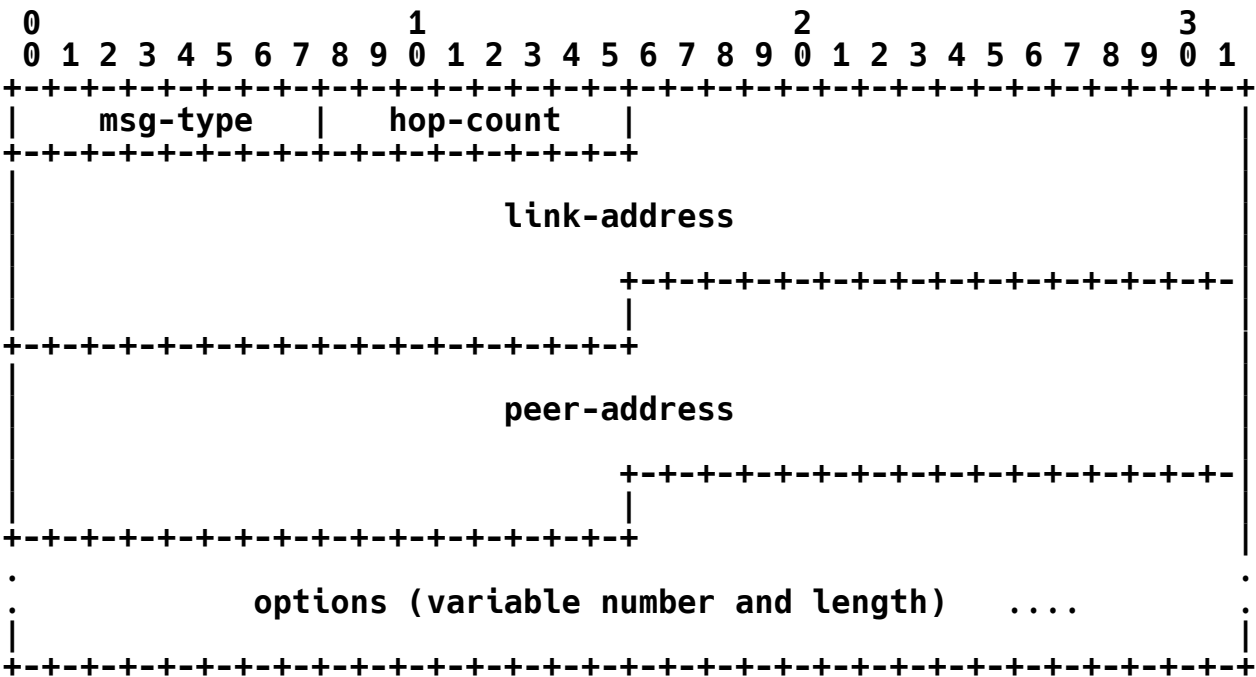 0                   1                   2                   3
 0 1 2 3 4 5 6 7 8 9 0 1 2 3 4 5 6 7 8 9 0 1 2 3 4 5 6 7 8 9 0 1
+-+-+-+-+-+-+-+-+-+-+-+-+-+-+-+-+-+-+-+-+-+-+-+-+-+-+-+-+-+-+-+-+
|    msg-type   |   hop-count   |                               |
+-+-+-+-+-+-+-+-+-+-+-+-+-+-+-+-+                               |
|                                                               |
|                         link-address                          |
|                                                               |
|                               +-+-+-+-+-+-+-+-+-+-+-+-+-+-+-+-|
|                               |                               |
+-+-+-+-+-+-+-+-+-+-+-+-+-+-+-+-+                               |
|                                                               |
|                         peer-address                          |
|                                                               |
|                               +-+-+-+-+-+-+-+-+-+-+-+-+-+-+-+-|
|                               |                               |
+-+-+-+-+-+-+-+-+-+-+-+-+-+-+-+-+                               |
.                                                               .
.            options (variable number and length)   ....        .
|                                                               |
+-+-+-+-+-+-+-+-+-+-+-+-+-+-+-+-+-+-+-+-+-+-+-+-+-+-+-+-+-+-+-+-+